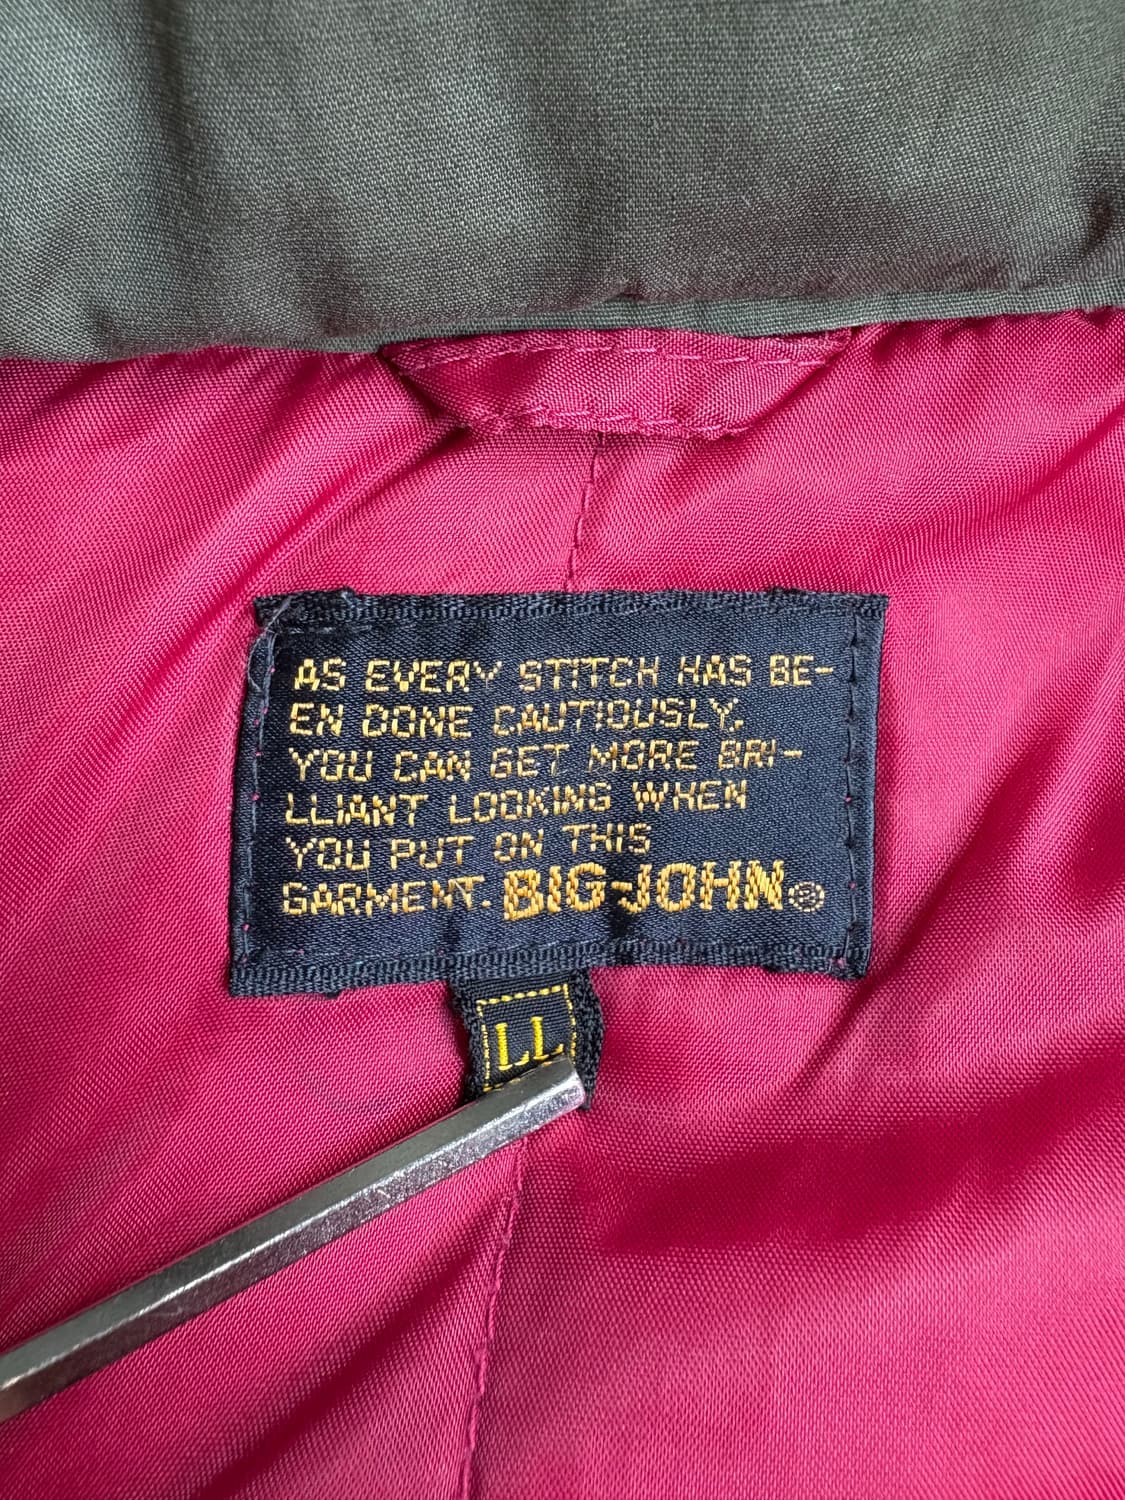 AS EVERY STITCH HAS BE-
EN DONE CAUTIOUSLY.
YOU CAN GET MORE BRI-
LLIANT LOOKING WHEN
YOU PUT ON THIS
GARMENT. BIG-JOHN®
LL